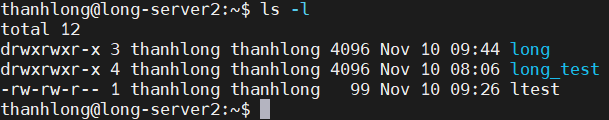 thanhlong@long-server2:~$ ls -l
total 12
drwxrwxr-x 3 thanhlong thanhlong 4096 Nov 10 09:44 long
drwxrwxr-x 4 thanhlong thanhlong 4096 Nov 10 08:06 long_test
-rw-rw-r-- 1 thanhlong thanhlong   99 Nov 10 09:26 ltest
thanhlong@long-server2:~$